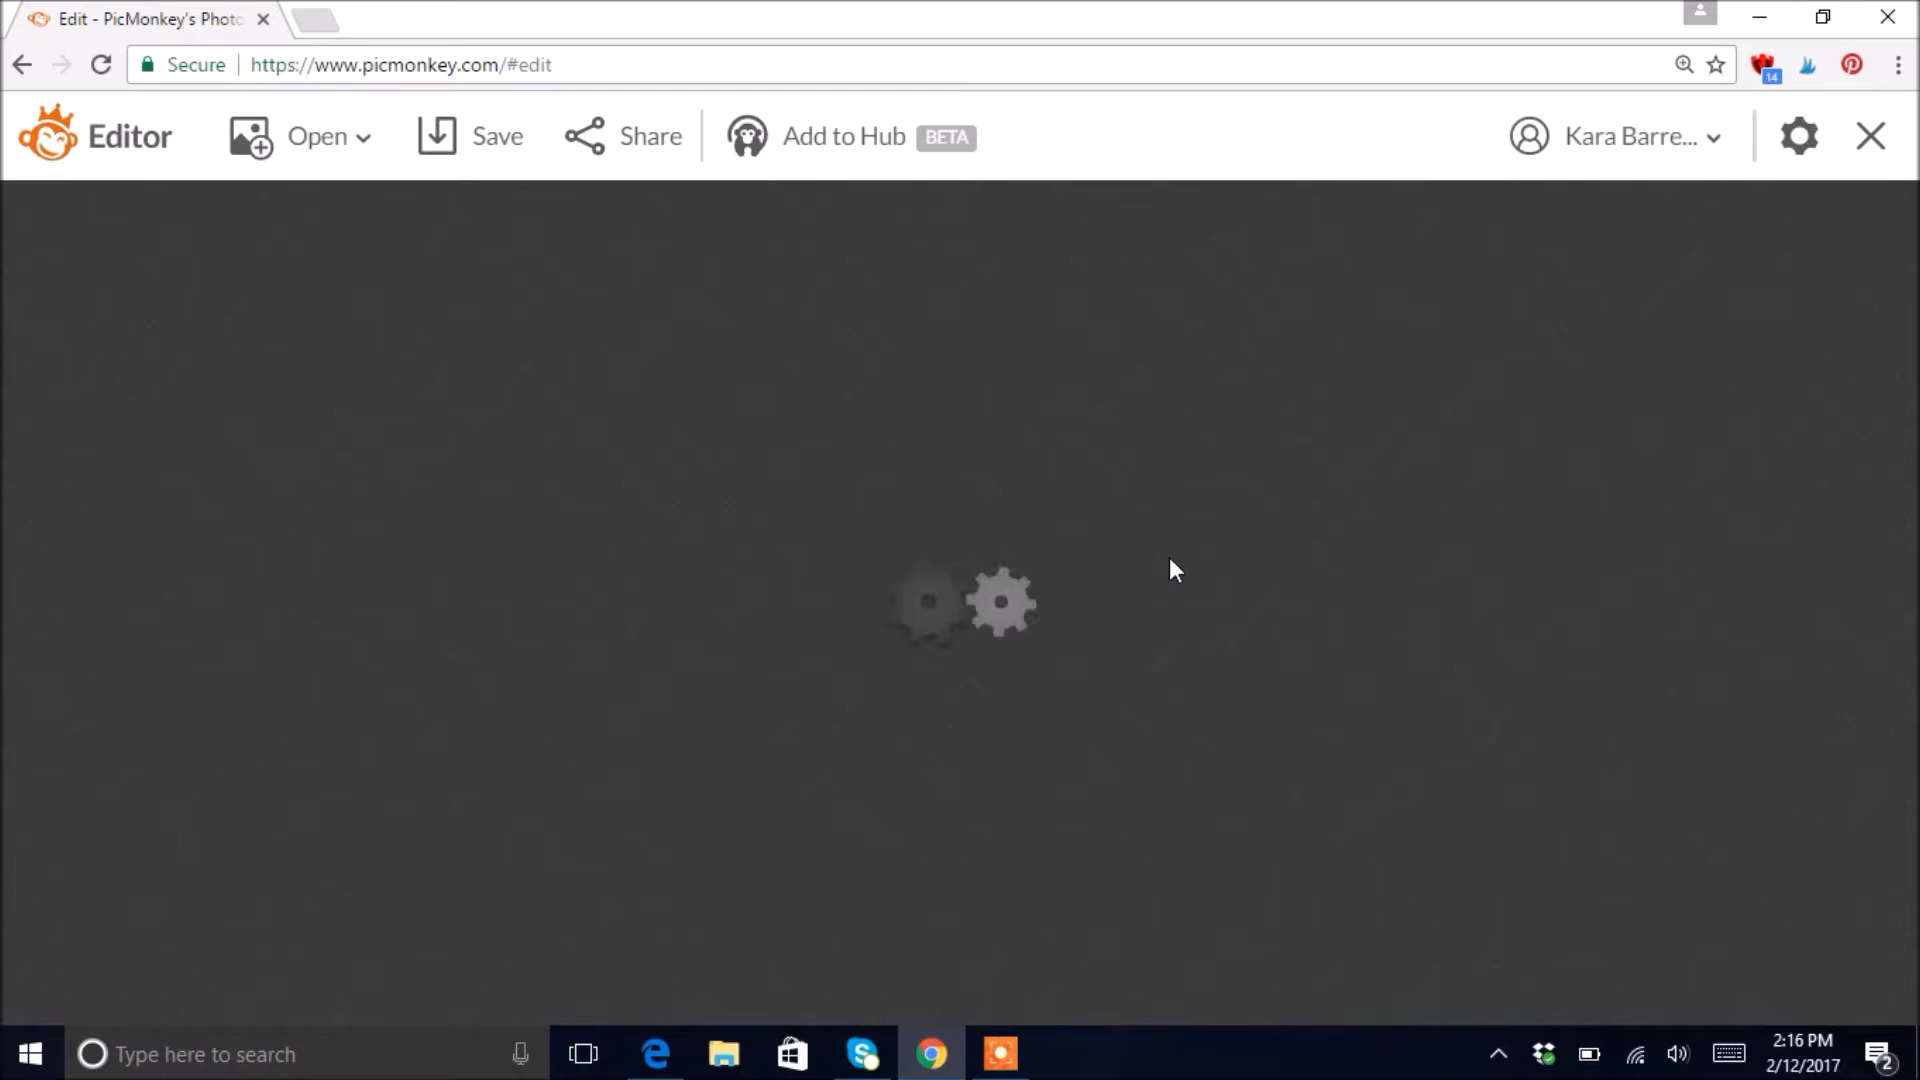 Edit - PicMonkey's Photo
Secure https://www.picmonkey.com/#edit
14
Editor Open Save Share Add to Hub BETA Kara Barre...
Type here to search
2:16 PM
2/12/2017
2